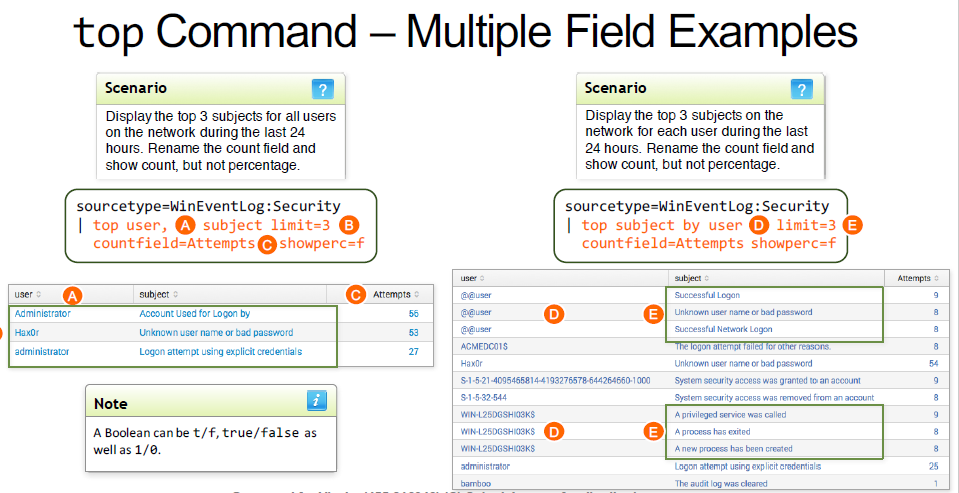 top Command – Multiple Field Examples
Scenario ?
Display the top 3 subjects for all users
on the network during the last 24
hours. Rename the count field and
show count, but not percentage.
sourcetype=WinEventLog:Security
| top user, A subject limit=3 B
countfield=Attempts C showperc=f
user A subject C Attempts
Administrator Account Used for Logon by 56
Hax0r Unknown user name or bad password 53
administrator Logon attempt using explicit credentials 27
Note i
A Boolean can be t/f, true/false as
well as 1/0.
Scenario ?
Display the top 3 subjects on the
network for each user during the last
24 hours. Rename the count field and
show count, but not percentage.
sourcetype=WinEventLog:Security
| top subject by user D limit=3 E
countfield=Attempts showperc=f
user subject Attempts
@@user Successful Logon 9
@@user D E Unknown user name or bad password 8
@@user Successful Network Logon 8
ACMEDC01$ The logon attempt failed for other reasons. 8
Hax0r Unknown user name or bad password 54
S-1-5-21-4095465814-4193276578-644264660-1000 System security access was granted to an account 9
S-1-5-32-544 System security access was removed from an account 8
WIN-L25DGSHI03K$ A privileged service was called 9
WIN-L25DGSHI03K$ D E A process has exited 8
WIN-L25DGSHI03K$ A new process has been created 8
administrator Logon attempt using explicit credentials 25
bamboo The audit log was cleared 1